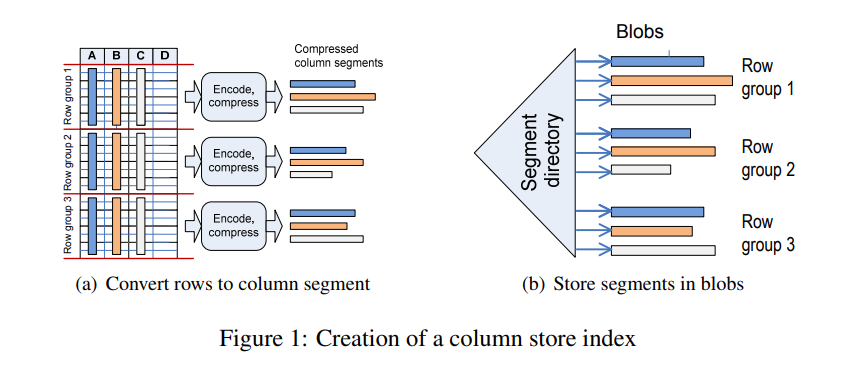 A B C D
Row group 1
Row group 2
Row group 3
Encode,
compress
Encode,
compress
Encode,
compress
Compressed
column segments
(a) Convert rows to column segment
Blobs
Segment
directory
Row
group 1
Row
group 2
Row
group 3
(b) Store segments in blobs
Figure 1: Creation of a column store index